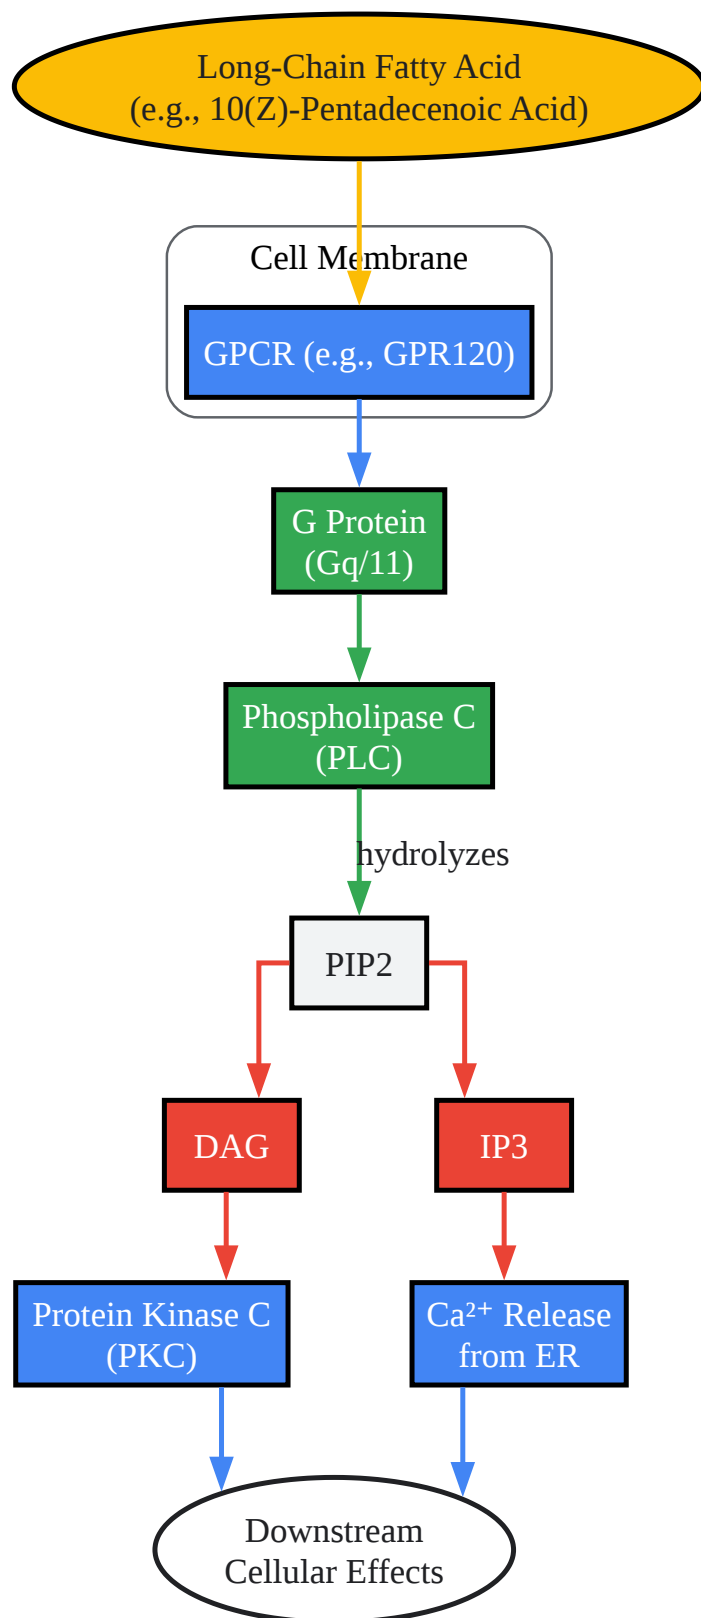 Long-Chain Fatty Acid
(e.g., 10(Z)-Pentadecenoic Acid)
Cell Membrane
GPCR (e.g., GPR120)
G Protein
(Gq/11)
Phospholipase C
(PLC)
hydrolyzes
PIP2
DAG
IP3
Protein Kinase C
(PKC)
Ca²⁺ Release
from ER
Downstream
Cellular Effects